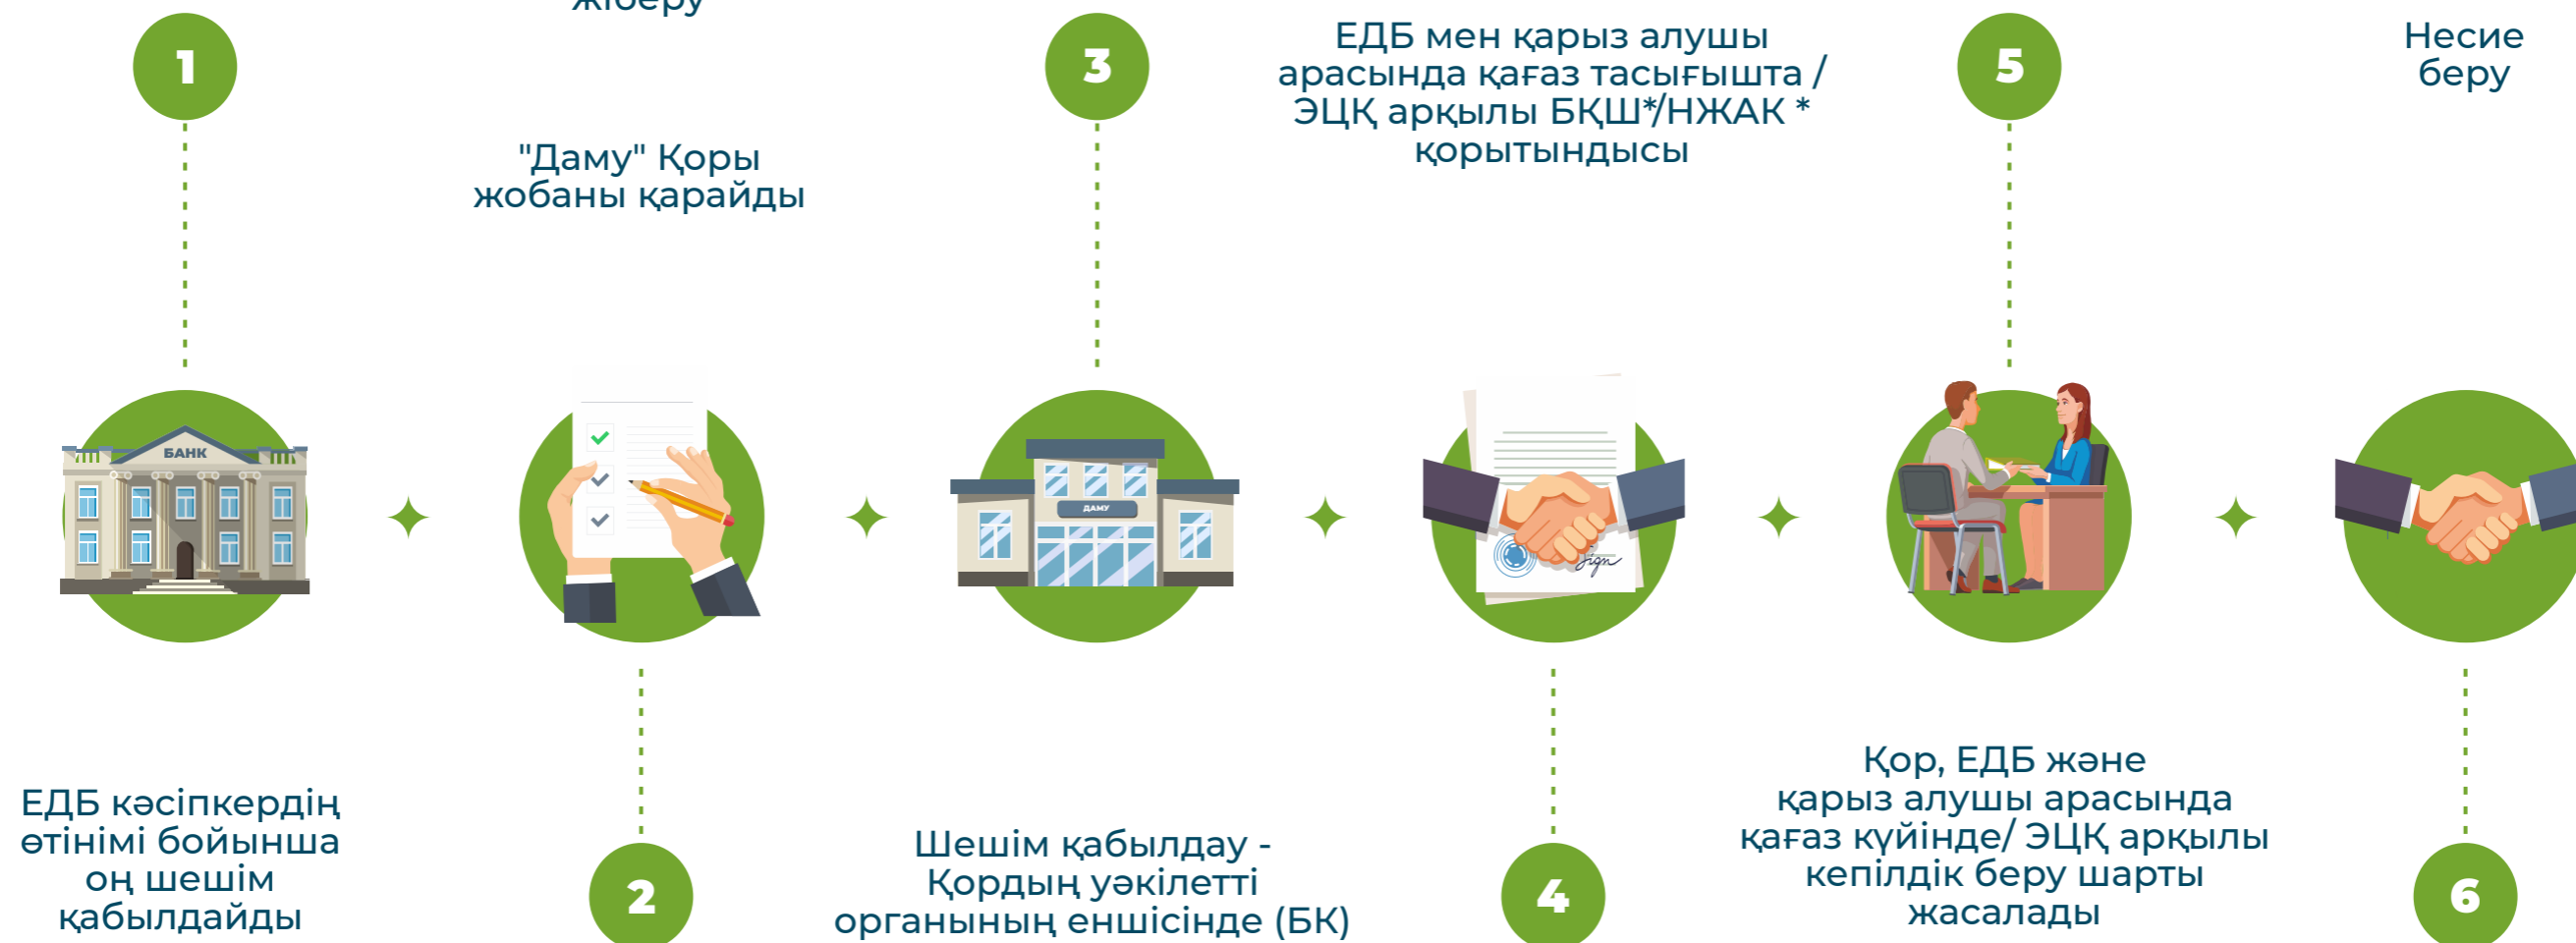 1
ЕДБ кәсіпкердің
өтінімі бойынша
оң шешім
қабылдайды
БАНК
жіберу
"Даму" Қоры
жобаны қарайды
2
3
ДАМУ
Шешім қабылдау -
Қордың уәкілетті
органының еншісінде (БК)
ЕДБ мен қарыз алушы
арасында қағаз тасығышта /
ЭЦҚ арқылы БҚШ*/НЖАК *
қорытындысы
Sign
4
5
Қор, ЕДБ және
қарыз алушы арасында
қағаз күйінде/ ЭЦҚ арқылы
кепілдік беру шарты
жасалады
Несие
беру
6